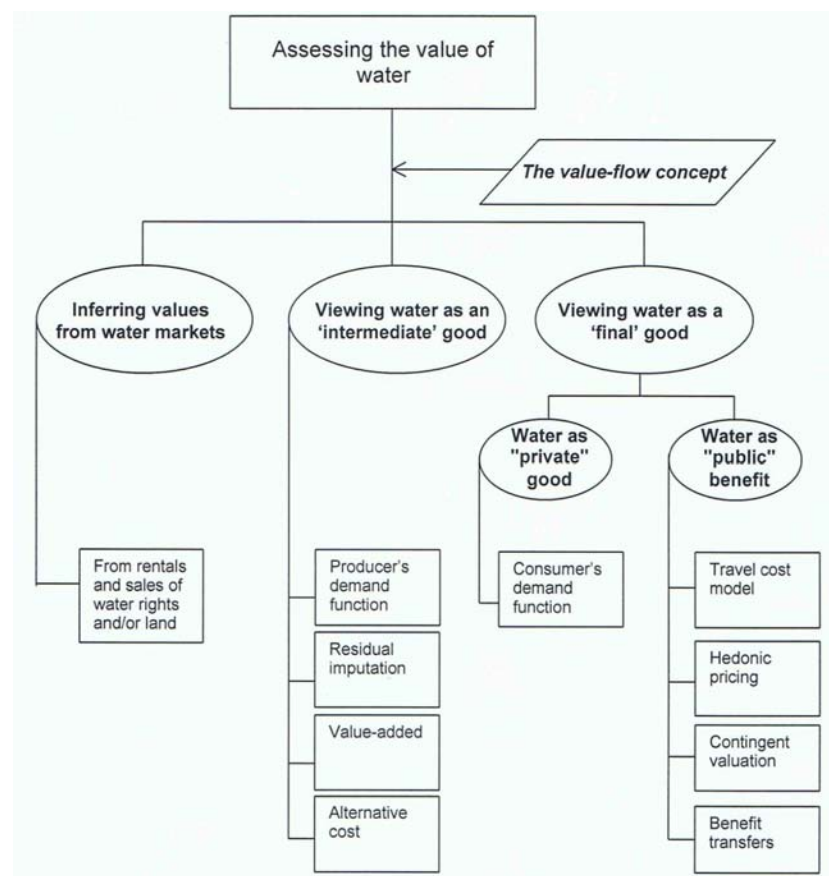 Assessing the value of
water
The value-flow concept
Inferring values
from water markets
Viewing water as an
'intermediate' good
Viewing water as a
'final' good
Water as
"private"
good
Water as
"public"
benefit
From rentals
and sales of
water rights
and/or land
Producer's
demand
function
Residual
imputation
Value-added
Alternative
cost
Consumer's
demand
function
Travel cost
model
Hedonic
pricing
Contingent
valuation
Benefit
transfers